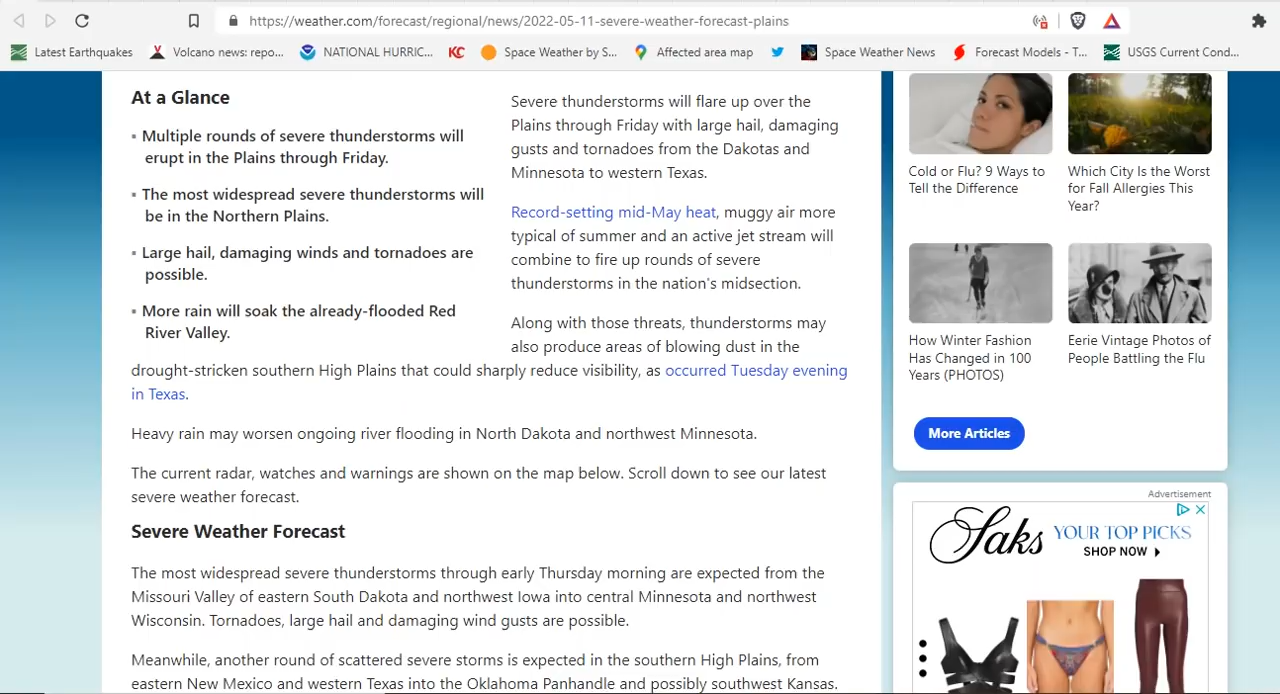 https://weather.com/forecast/regional/news/2022-05-11-severe-weather-forecast-plains
Latest Earthquakes
Volcano news: repo...
NATIONAL HURRIC...
KC
Space Weather by S...
Affected area map
Space Weather News
Forecast Models - T...
USGS Current Cond...
At a Glance
▪ Multiple rounds of severe thunderstorms will
erupt in the Plains through Friday.
▪ The most widespread severe thunderstorms will
be in the Northern Plains.
▪ Large hail, damaging winds and tornadoes are
possible.
▪ More rain will soak the already-flooded Red
River Valley.
Severe thunderstorms will flare up over the
Plains through Friday with large hail, damaging
gusts and tornadoes from the Dakotas and
Minnesota to western Texas.
Record-setting mid-May heat, muggy air more
typical of summer and an active jet stream will
combine to fire up rounds of severe
thunderstorms in the nation's midsection.
Along with those threats, thunderstorms may
also produce areas of blowing dust in the
drought-stricken southern High Plains that could sharply reduce visibility, as occurred Tuesday evening
in Texas.
Heavy rain may worsen ongoing river flooding in North Dakota and northwest Minnesota.
The current radar, watches and warnings are shown on the map below. Scroll down to see our latest
severe weather forecast.
Severe Weather Forecast
The most widespread severe thunderstorms through early Thursday morning are expected from the
Missouri Valley of eastern South Dakota and northwest Iowa into central Minnesota and northwest
Wisconsin. Tornadoes, large hail and damaging wind gusts are possible.
Meanwhile, another round of scattered severe storms is expected in the southern High Plains, from
eastern New Mexico and western Texas into the Oklahoma Panhandle and possibly southwest Kansas.
Cold or Flu? 9 Ways to
Tell the Difference
Which City Is the Worst
for Fall Allergies This
Year?
How Winter Fashion
Has Changed in 100
Years (PHOTOS)
Eerie Vintage Photos of
People Battling the Flu
More Articles
Advertisement
Saks
YOUR TOP PICKS
SHOP NOW